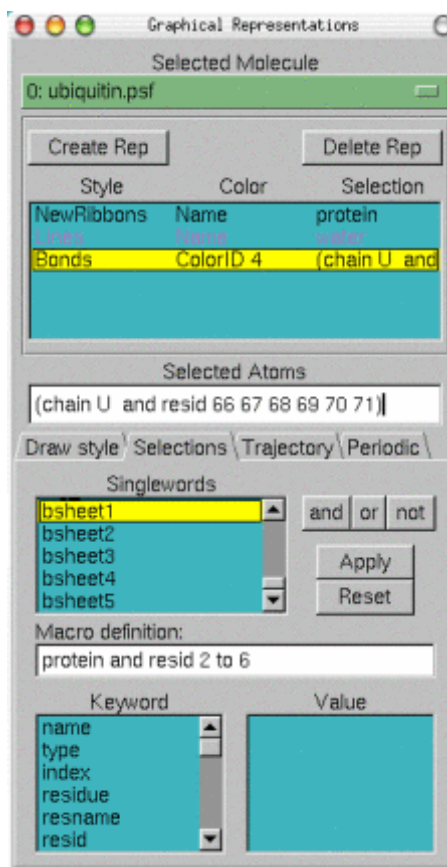 Graphical Representations
Selected Molecule
0: ubiquitin.psf
Create Rep Delete Rep
Style Color Selection
NewRibbons Name protein
Lines Name water
Bonds ColorID 4 (chain U and
Selected Atoms
(chain U and resid 66 67 68 69 70 71)
Draw style Selections Trajectory Periodic
Singlewords
bsheet1 and or not
bsheet2
bsheet3 Apply
bsheet4
bsheet5 Reset
Macro definition:
protein and resid 2 to 6
Keyword Value
name
type
index
residue
resname
resid